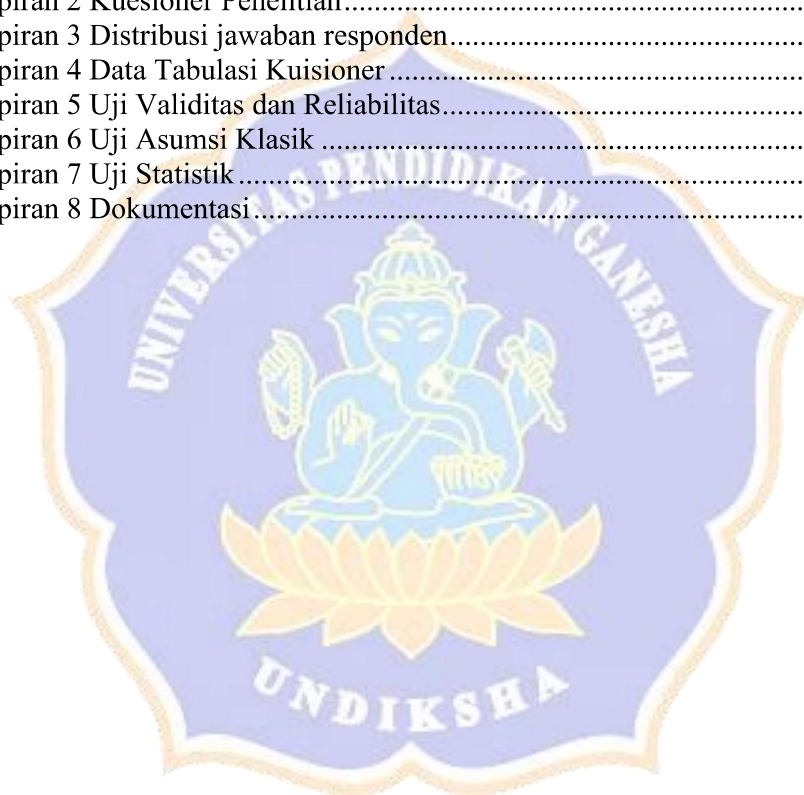 piran 2 Kuesioner Penelitian........................................................
piran 3 Distribusi jawaban responden..............................................
piran 4 Data Tabulasi Kuisioner......................................................
piran 5 Uji Validitas dan Reliabilitas...............................................
piran 6 Uji Asumsi Klasik...............................................................
piran 7 Uji Statistik.........................................................................
piran 8 Dokumentasi.......................................................................
UNIVERSITAS PENDIDIKAN GANESHA
UNDIKSHA